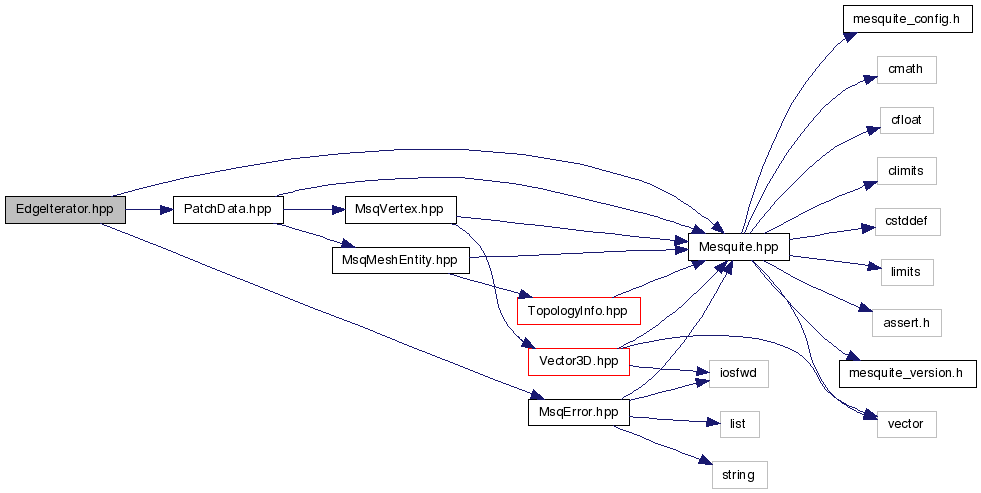 mesquite_config.h
cmath
cfloat
climits
EdgeIterator.hpp
PatchData.hpp
MsqVertex.hpp
cstddef
Mesquite.hpp
MsqMeshEntity.hpp
limits
TopologyInfo.hpp
assert.h
Vector3D.hpp
iosfwd
mesquite_version.h
MsqError.hpp
list
vector
string